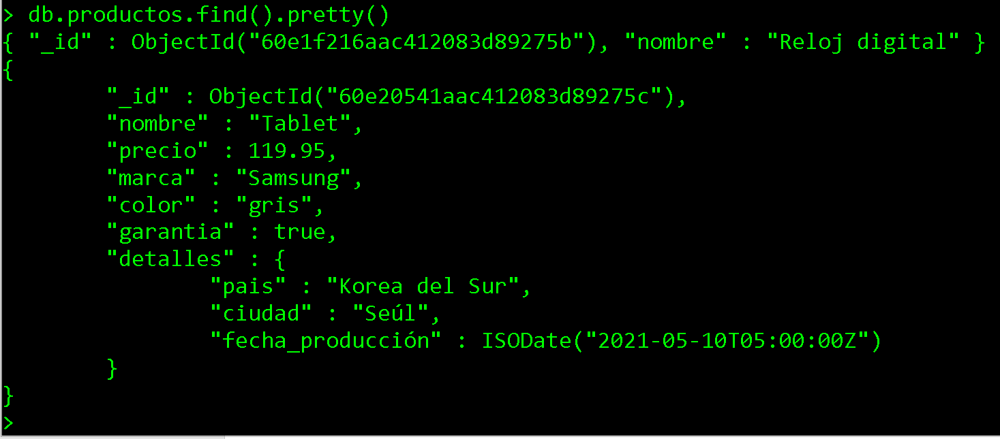 > db.productos.find().pretty()
{ "_id" : ObjectId("60e1f216aac412083d89275b"), "nombre" : "Reloj digital" }
{
        "_id" : ObjectId("60e20541aac412083d89275c"),
        "nombre" : "Tablet",
        "precio" : 119.95,
        "marca" : "Samsung",
        "color" : "gris",
        "garantia" : true,
        "detalles" : {
                "pais" : "Korea del Sur",
                "ciudad" : "Seúl",
                "fecha_producción" : ISODate("2021-05-10T05:00:00Z")
        }
}
>